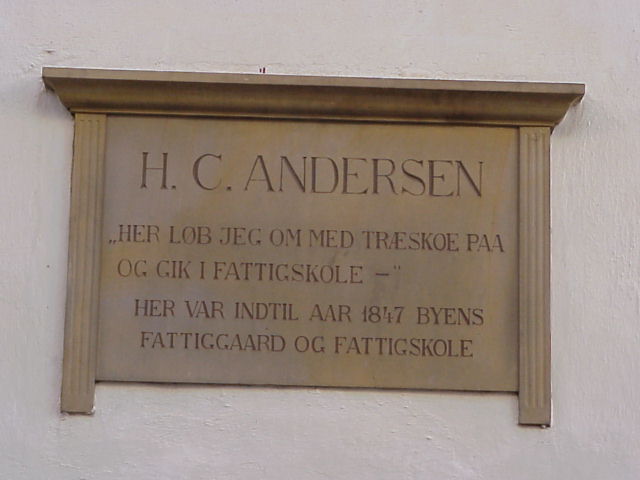 H. C. ANDERSEN
„HER LØB JEG OM MED TRÆSKOE PAA
OG GIK I FATTIGSKOLE –"
HER VAR INDTIL AAR 1847 BYENS
FATTIGGAARD OG FATTIGSKOLE